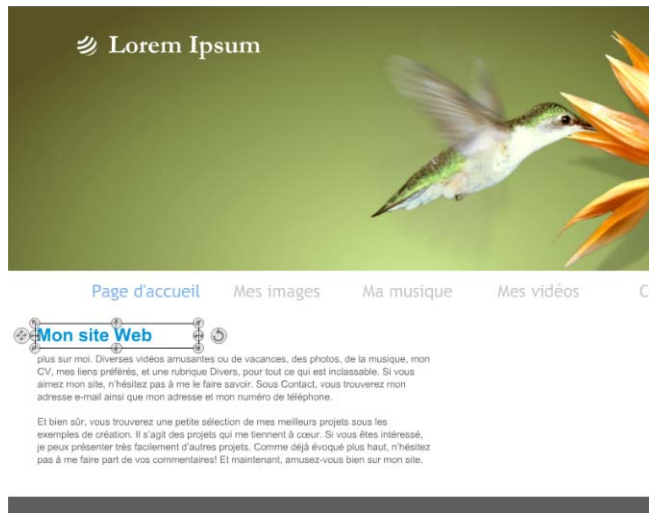 Lorem Ipsum
Page d'accueil Mes images Ma musique Mes vidéos C
Mon site Web
plus sur moi. Diverses vidéos amusantes ou de vacances, des photos, de la musique, mon
CV, mes liens préférés, et une rubrique Divers, pour tout ce qui est inclassable. Si vous
aimez mon site, n'hésitez pas à me le faire savoir. Sous Contact, vous trouverez mon
adresse e-mail ainsi que mon adresse et mon numéro de téléphone.
Et bien sûr, vous trouverez une petite sélection de mes meilleurs projets sous les
exemples de création. Il s'agit des projets qui me tiennent à cœur. Si vous êtes intéressé,
je peux présenter très facilement d'autres projets. Comme déjà évoqué plus haut, n'hésitez
pas à me faire part de vos commentaires! Et maintenant, amusez-vous bien sur mon site.